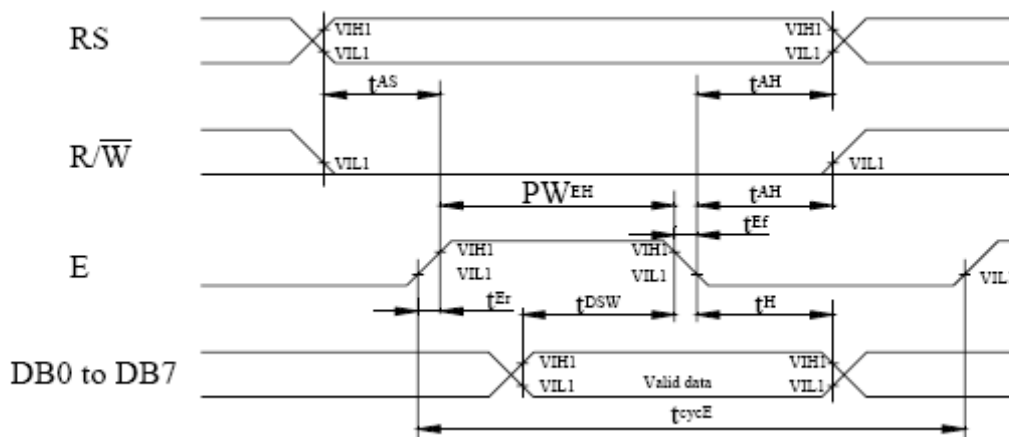 RS
VIH1
VIL1
VIH1
VIL1
tAS
tAH
R/W̅
VIL1
VIL1
PWEH
tAH
tEf
E
VIH1
VIL1
VIH1
VIL1
VIL1
tEr
tDSW
tH
DB0 to DB7
VIH1
VIL1
Valid data
VIH1
VIL1
tcycE